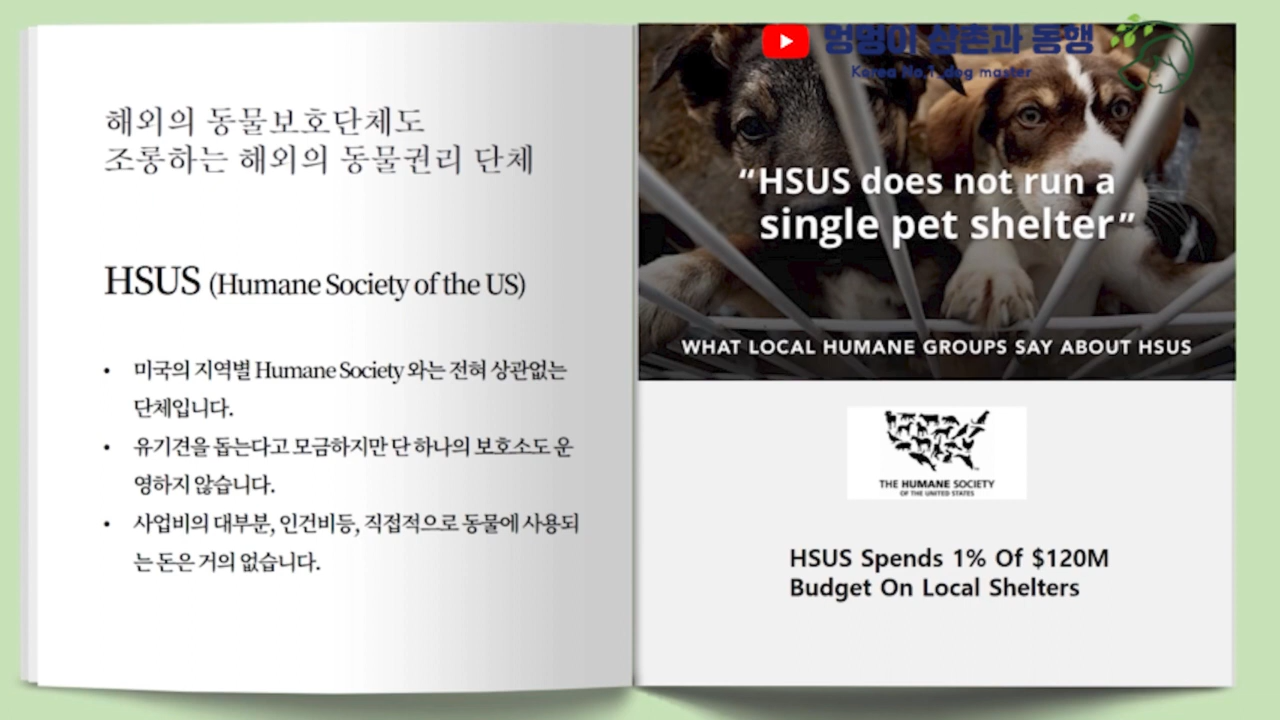 해외의 동물보호단체도
조롱하는 해외의 동물권리 단체
HSUS (Humane Society of the US)
• 미국의 지역별 Humane Society 와는 전혀 상관없는
단체입니다.
• 유기견을 돕는다고 모금하지만 단 하나의 보호소도 운
영하지 않습니다.
• 사업비의 대부분, 인건비등, 직접적으로 동물에 사용되
는 돈은 거의 없습니다.
멍멍이 삼촌과 동행
Korea No.1 dog master
“HSUS does not run a
single pet shelter”
WHAT LOCAL HUMANE GROUPS SAY ABOUT HSUS
THE HUMANE SOCIETY
OF THE UNITED STATES
HSUS Spends 1% Of $120M
Budget On Local Shelters